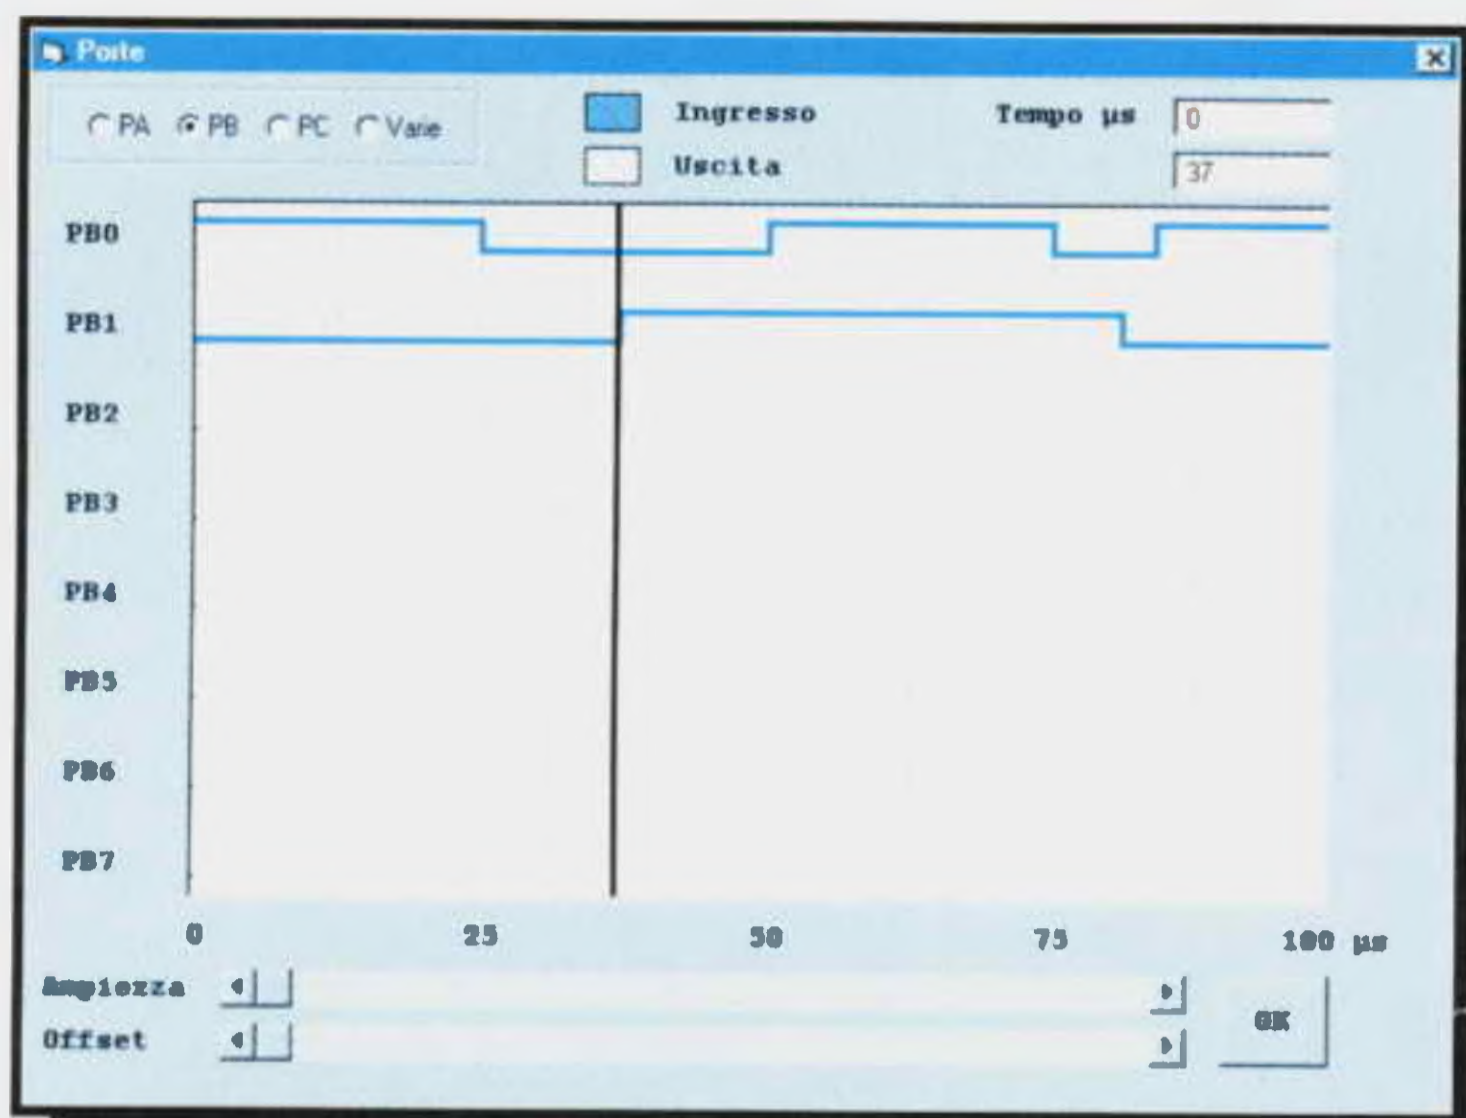 Porte
PA PB PC Varie
Ingresso
Uscita
Tempo µs 0
37
PB0
PB1
PB2
PB3
PB4
PB5
PB6
PB7
0 25 50 75 100 µs
Ampiezza
Offset
OK